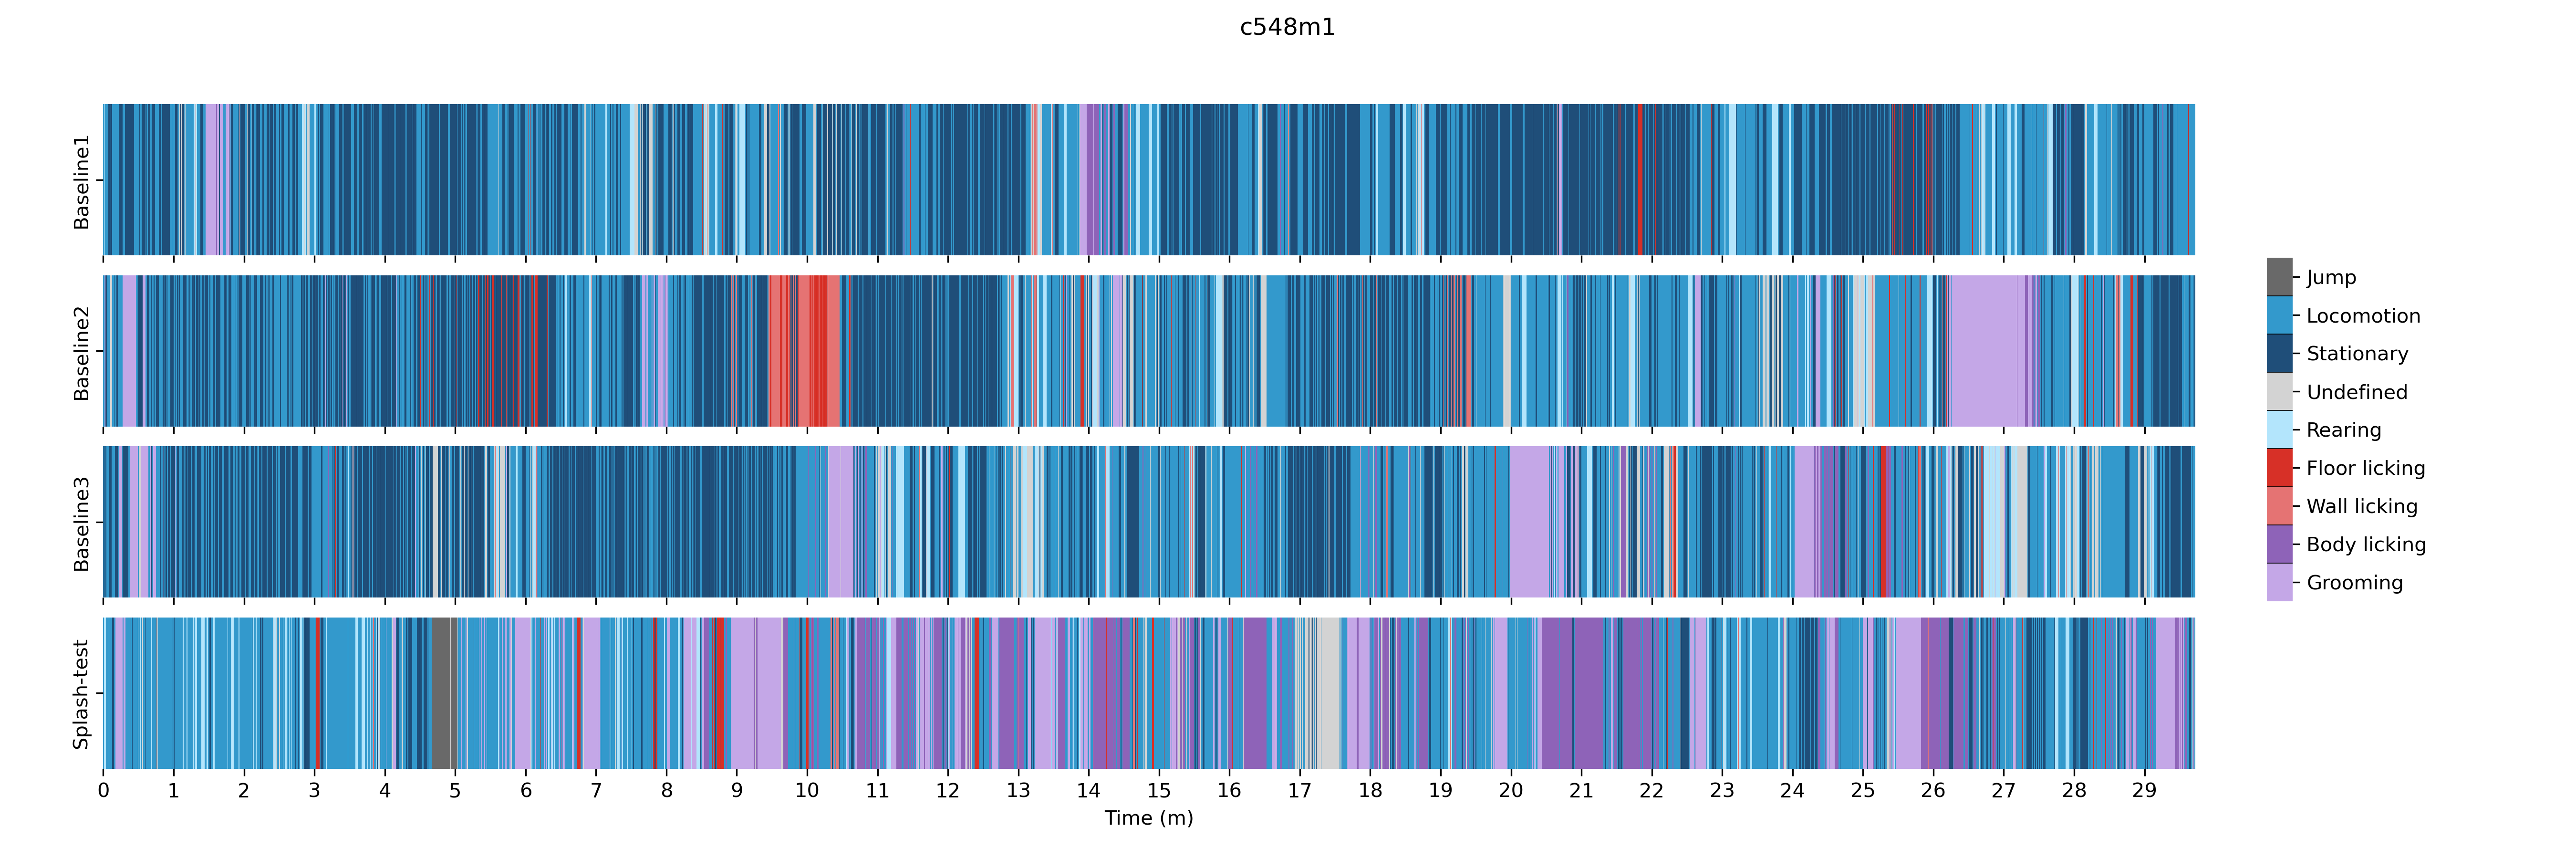 c548m1
Baseline1
Baseline2
Baseline3
Splash-test
0 1 2 3 4 5 6 7 8 9 10 11 12 13 14 15 16 17 18 19 20 21 22 23 24 25 26 27 28 29
Time (m)
Jump
Locomotion
Stationary
Undefined
Rearing
Floor licking
Wall licking
Body licking
Grooming